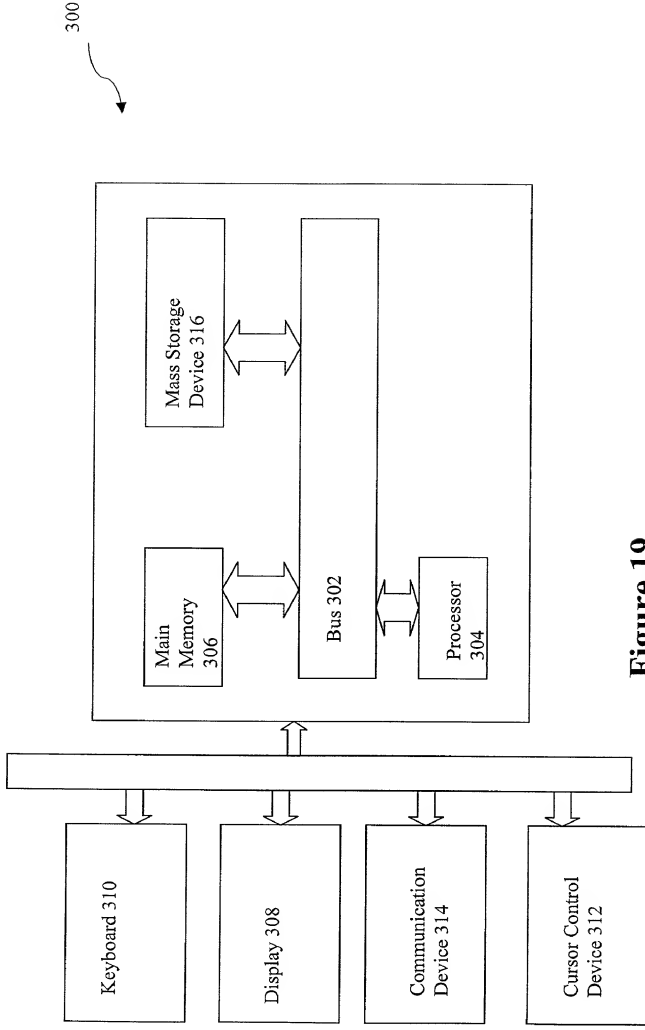 300
Keyboard 310
Display 308
Communication
Device 314
Cursor Control
Device 312
Main
Memory
306
Mass Storage
Device 316
Bus 302
Processor
304
Figure 19